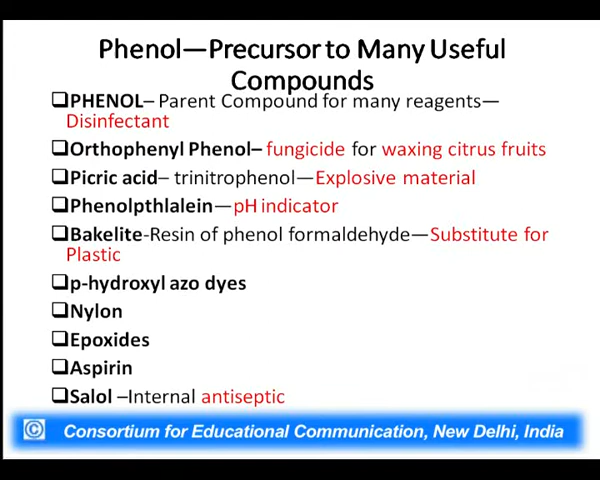 Phenol—Precursor to Many Useful
Compounds
❑PHENOL– Parent Compound for many reagents—
Disinfectant
❑Orthophenyl Phenol– fungicide for waxing citrus fruits
❑Picric acid– trinitrophenol—Explosive material
❑Phenolpthlalein—pH indicator
❑Bakelite-Resin of phenol formaldehyde—Substitute for
Plastic
❑p-hydroxyl azo dyes
❑Nylon
❑Epoxides
❑Aspirin
❑Salol –Internal antiseptic
© Consortium for Educational Communication, New Delhi, India